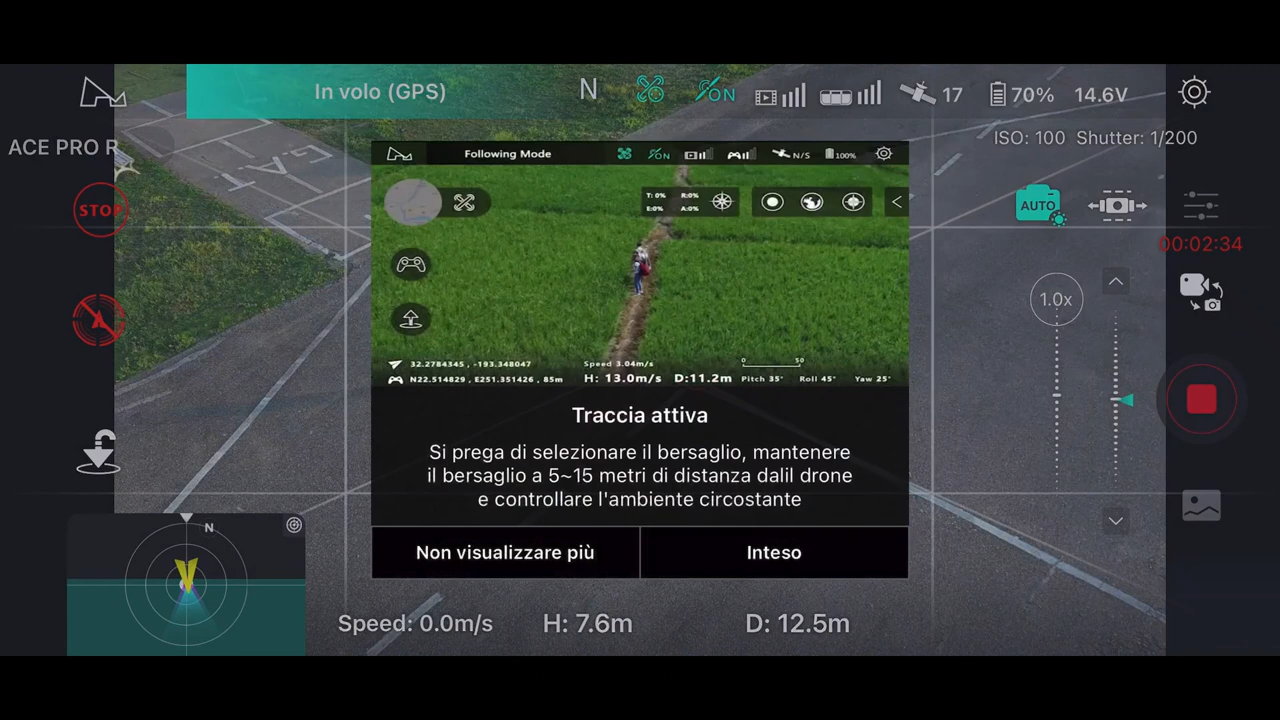 In volo (GPS)
N
ON
17
70%
14.6V
ISO: 100 Shutter: 1/200
ACE PRO R
STOP
AUTO
00:02:34
1.0x
Following Mode
ON
N/S
100%
T: 0% R:0%
E:0% A:0%
32.2784345 , -193.348047
Speed 3.04m/s
0 50
N22.514829 , E251.351426 , 85m
H: 13.0m/s D:11.2m Pitch 35° Roll 45° Yaw 25°
Traccia attiva
Si prega di selezionare il bersaglio, mantenere
il bersaglio a 5~15 metri di distanza dalil drone
e controllare l'ambiente circostante
Non visualizzare più
Inteso
N
Speed: 0.0m/s
H: 7.6m
D: 12.5m